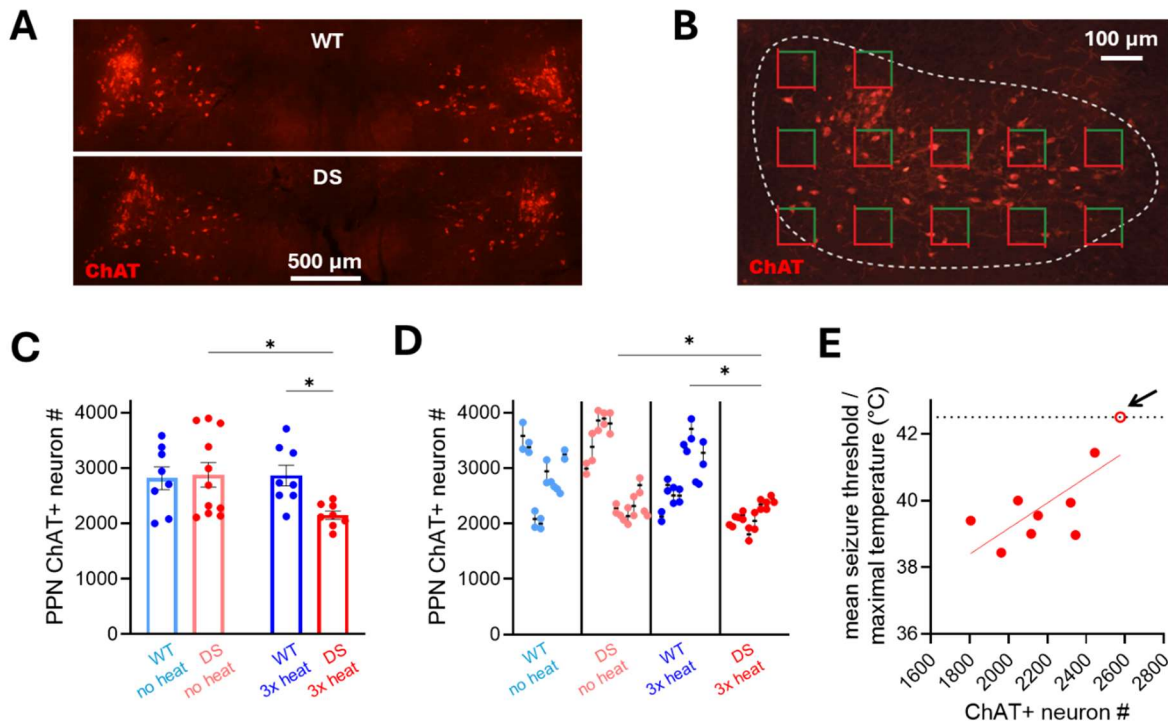 A
WT
DS
500 µm
ChAT
B
100 µm
ChAT
C
*
*
PPN ChAT+ neuron #
4000
3000
2000
1000
0
WT
no heat
DS
no heat
WT
3x heat
DS
3x heat
D
*
*
PPN ChAT+ neuron #
4000
3000
2000
1000
0
WT
no heat
DS
no heat
WT
3x heat
DS
3x heat
E
mean seizure threshold /
maximal temperature (°C)
42
40
38
36
1600
1800
2000
2200
2400
2600
2800
ChAT+ neuron #